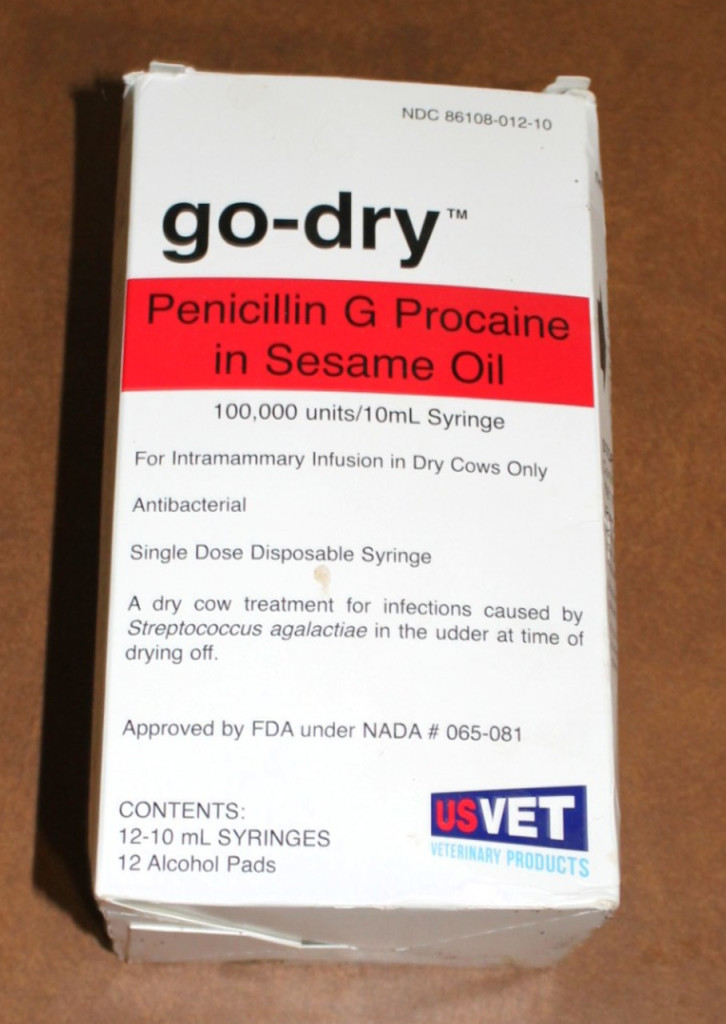 NDC 86108-012-10
go-dry™
Penicillin G Procaine
in Sesame Oil
100,000 units/10mL Syringe
For Intramammary Infusion in Dry Cows Only
Antibacterial
Single Dose Disposable Syringe
A dry cow treatment for infections caused by
Streptococcus agalactiae in the udder at time of
drying off.
Approved by FDA under NADA # 065-081
CONTENTS:
12-10 mL SYRINGES
12 Alcohol Pads
USVET
VETERINARY PRODUCTS